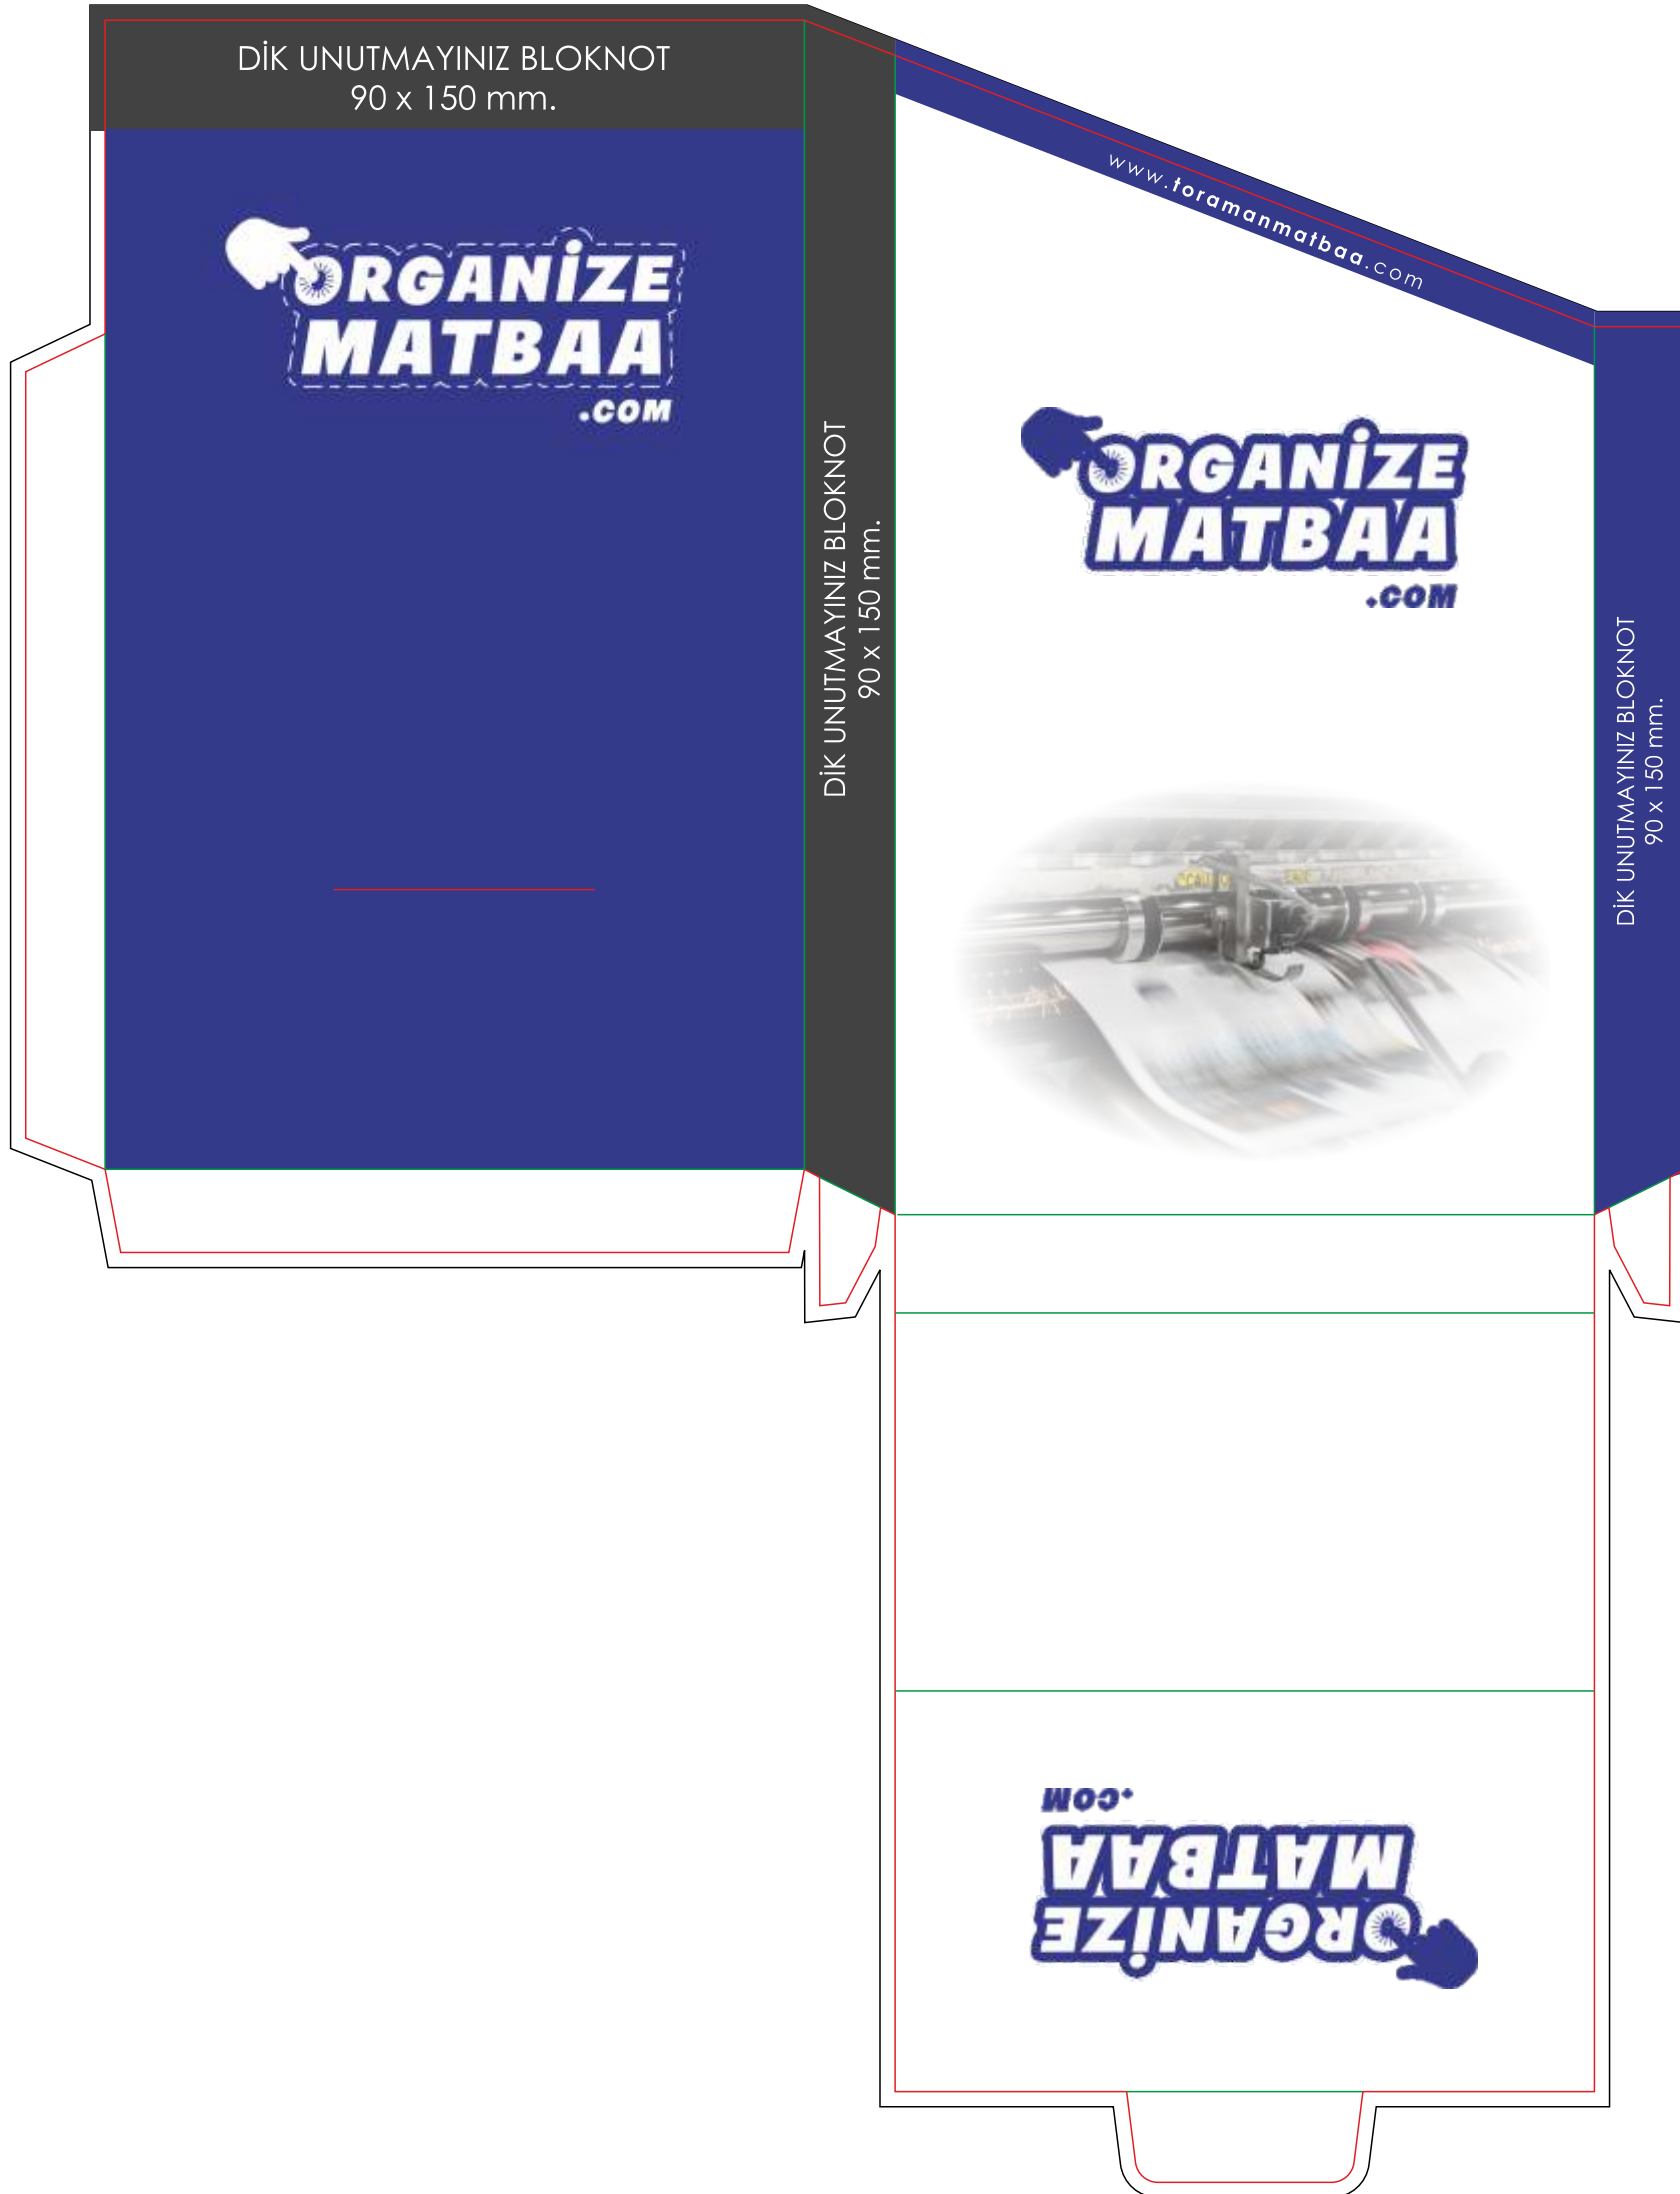 DİK UNUTMAYINIZ BLOKNOT
90 x 150 mm.
ORGANİZE
MATBAA
.COM
DİK UNUTMAYINIZ BLOKNOT
90 x 150 mm.
www.toramanmatbaa.com
ORGANİZE
MATBAA
.COM
DİK UNUTMAYINIZ BLOKNOT
90 x 150 mm.
ORGANİZE
MATBAA
.COM